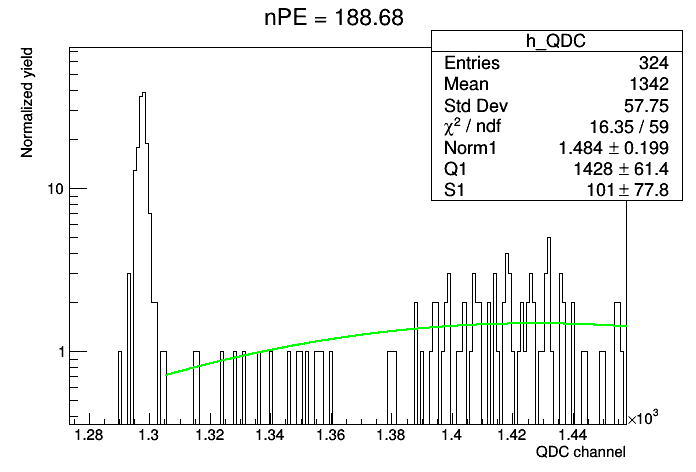 nPE = 188.68
h_QDC
Entries 324
Mean 1342
Std Dev 57.75
χ² / ndf 16.35 / 59
Norm1 1.484 ± 0.199
Q1 1428 ± 61.4
S1 101 ± 77.8
Normalized yield
10
1
1.28 1.3 1.32 1.34 1.36 1.38 1.4 1.42 1.44
×10³
QDC channel